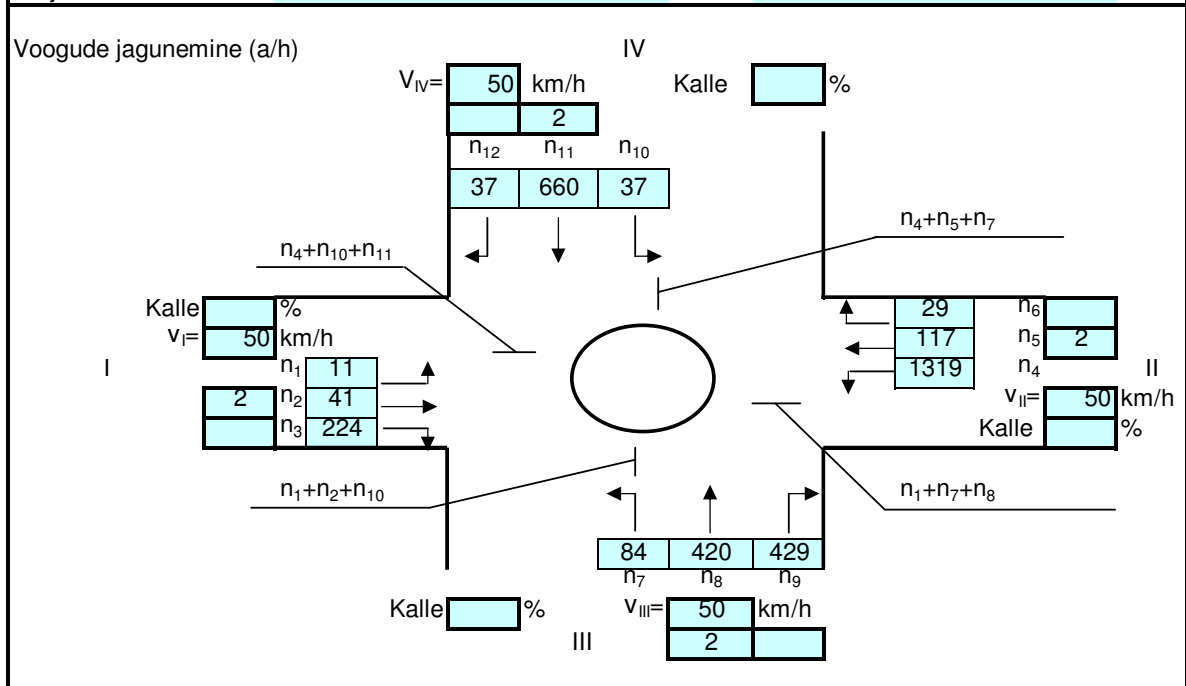 Voogude jagunemine (a/h)
IV
V_IV= 50 km/h
Kalle %
2
n12 n11 n10
37 660 37
n4+n5+n7
n4+n10+n11
Kalle %
vI= 50 km/h
I
n1 11
2 n2 41
n3 224
29 n6
117 n5 2
1319 n4
II
vII= 50 km/h
Kalle %
n1+n2+n10
n1+n7+n8
84 420 429
n7 n8 n9
Kalle %
vIII= 50 km/h
III
2